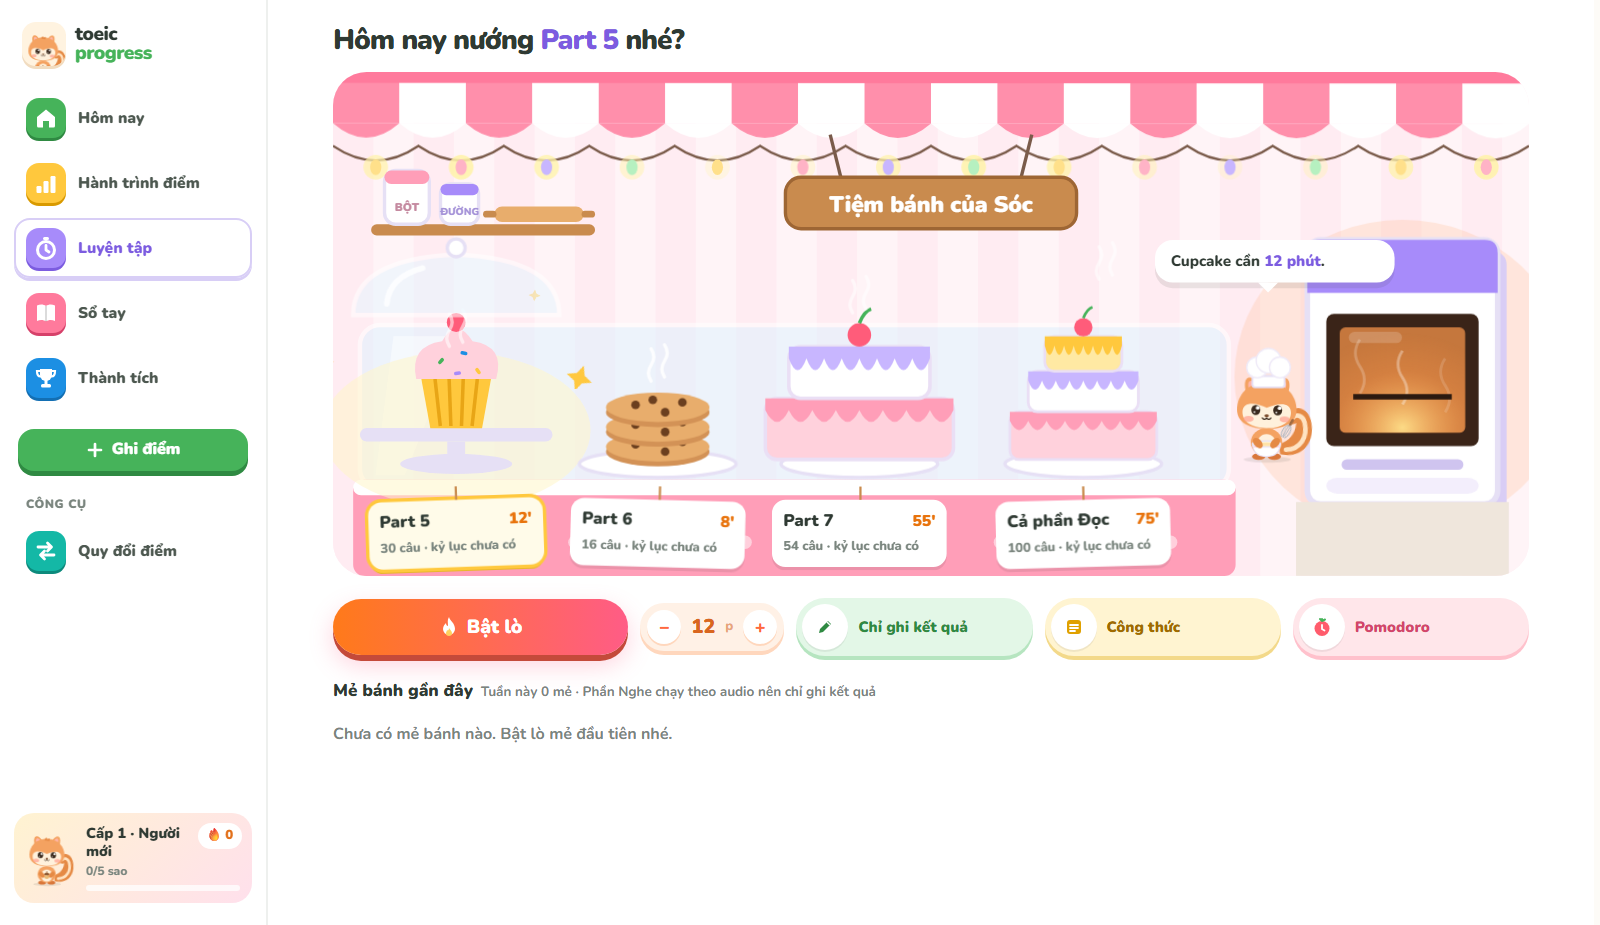 toeic
progress
Hôm nay
Hành trình điểm
Luyện tập
Sổ tay
Thành tích
+ Ghi điểm
CÔNG CỤ
Quy đổi điểm
Cấp 1 · Người
mới
0
0/5 sao
Hôm nay nướng Part 5 nhé?
BỘT
ĐƯỜNG
Tiệm bánh của Sóc
Cupcake cần 12 phút.
Part 5 12'
30 câu · kỷ lục chưa có
Part 6 8'
16 câu · kỷ lục chưa có
Part 7 55'
54 câu · kỷ lục chưa có
Cả phần Đọc 75'
100 câu · kỷ lục chưa có
Bật lò
− 12 p +
Chỉ ghi kết quả
Công thức
Pomodoro
Mẻ bánh gần đây Tuần này 0 mẻ · Phần Nghe chạy theo audio nên chỉ ghi kết quả
Chưa có mẻ bánh nào. Bật lò mẻ đầu tiên nhé.